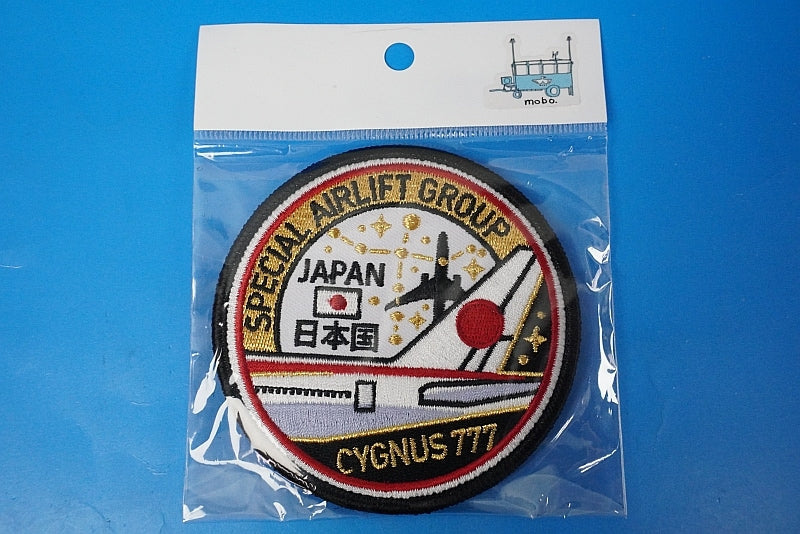 mobo.
SPECIAL AIRLIFT GROUP
JAPAN
日本国
CYGNUS 777